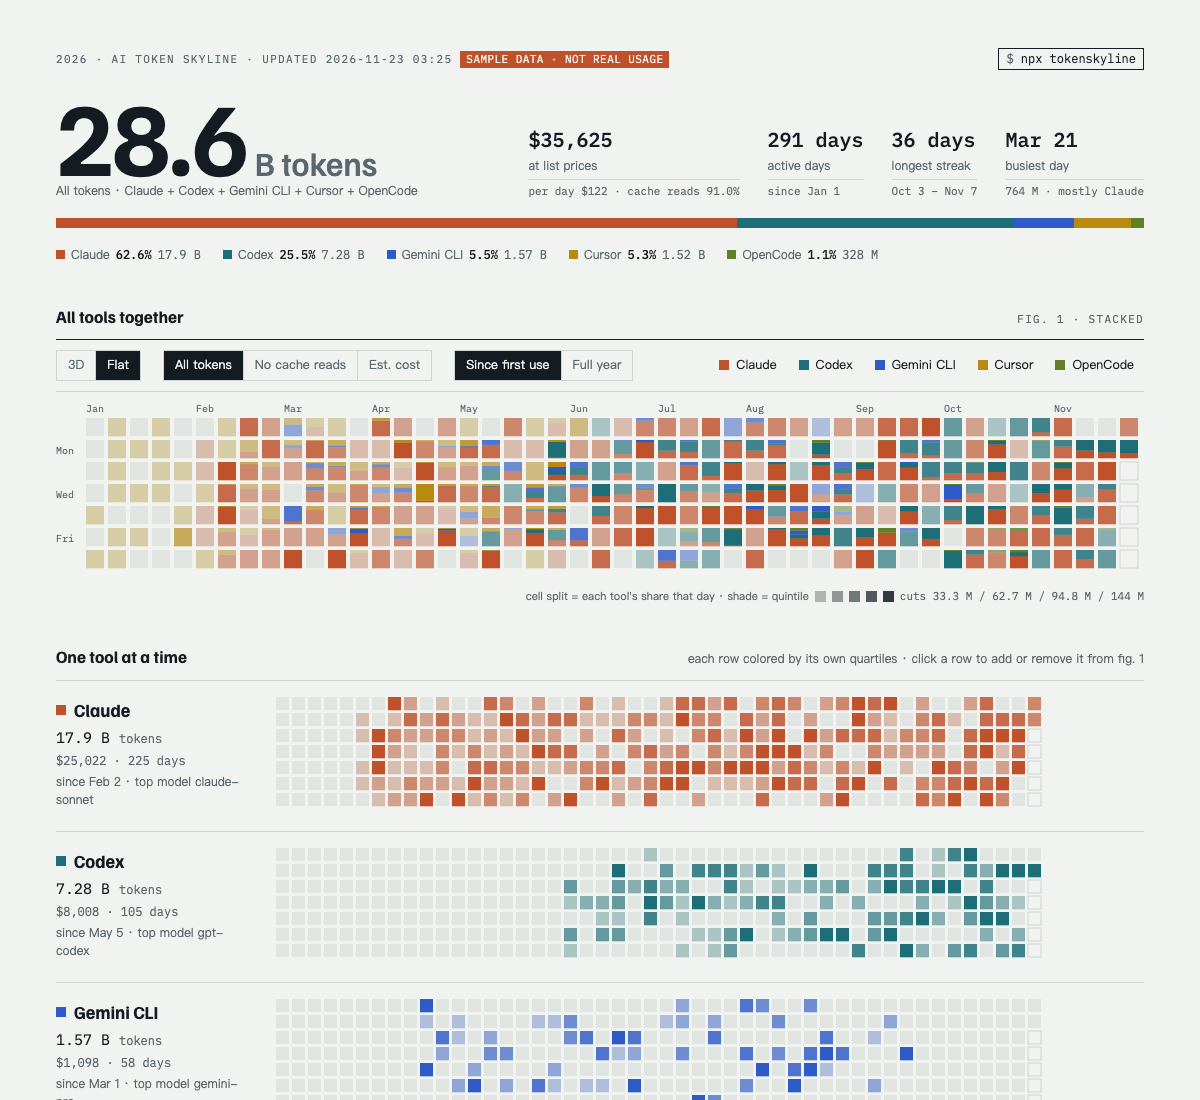 2026 · AI TOKEN SKYLINE · UPDATED 2026-11-23 03:25 SAMPLE DATA · NOT REAL USAGE
$ npx tokenskyline
28.6 B tokens
All tokens · Claude + Codex + Gemini CLI + Cursor + OpenCode
$35,625
at list prices
per day $122 · cache reads 91.0%
291 days
active days
since Jan 1
36 days
longest streak
Oct 3 – Nov 7
Mar 21
busiest day
764 M · mostly Claude
Claude 62.6% 17.9 B Codex 25.5% 7.28 B Gemini CLI 5.5% 1.57 B Cursor 5.3% 1.52 B OpenCode 1.1% 328 M
All tools together
FIG. 1 · STACKED
3D Flat All tokens No cache reads Est. cost Since first use Full year
Claude Codex Gemini CLI Cursor OpenCode
Jan Feb Mar Apr May Jun Jul Aug Sep Oct Nov
Mon
Wed
Fri
cell split = each tool's share that day · shade = quintile cuts 33.3 M / 62.7 M / 94.8 M / 144 M
One tool at a time
each row colored by its own quartiles · click a row to add or remove it from fig. 1
Claude
17.9 B tokens
$25,022 · 225 days
since Feb 2 · top model claude-
sonnet
Codex
7.28 B tokens
$8,008 · 105 days
since May 5 · top model gpt-
codex
Gemini CLI
1.57 B tokens
$1,098 · 58 days
since Mar 1 · top model gemini-